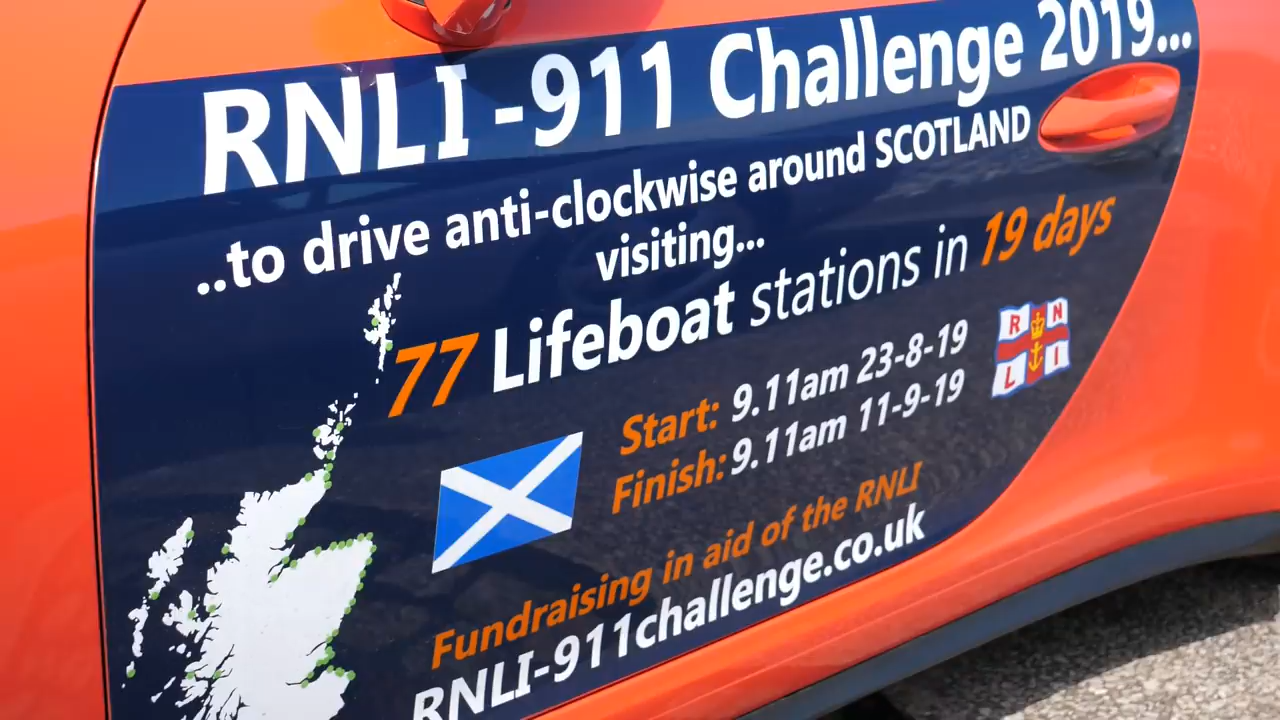 RNLI -911 Challenge 2019...
..to drive anti-clockwise around SCOTLAND
visiting...
77 Lifeboat stations in 19 days
Start: 9.11am 23-8-19
Finish: 9.11am 11-9-19
R N
L I
Fundraising in aid of the RNLI
RNLI-911challenge.co.uk